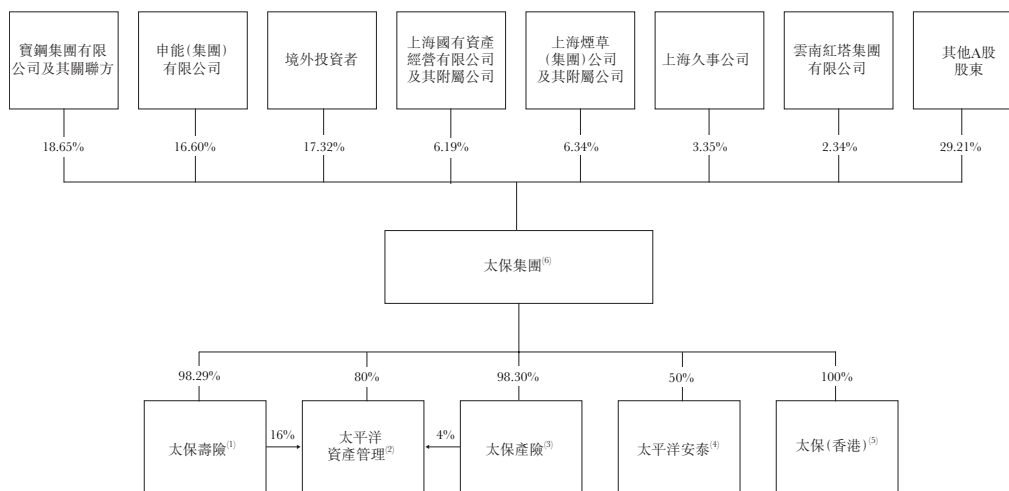 寶鋼集團有限
公司及其關聯方
申能(集團)
有限公司
境外投資者
上海國有資產
經營有限公司
及其附屬公司
上海煙草
(集團)公司
及其附屬公司
上海久事公司
雲南紅塔集團
有限公司
其他A股
股東
18.65%
16.60%
17.32%
6.19%
6.34%
3.35%
2.34%
29.21%
太保集團(6)
98.29%
80%
98.30%
50%
100%
太保壽險(1)
16%
太平洋
資產管理(2)
4%
太保產險(3)
太平洋安泰(4)
太保(香港)(5)